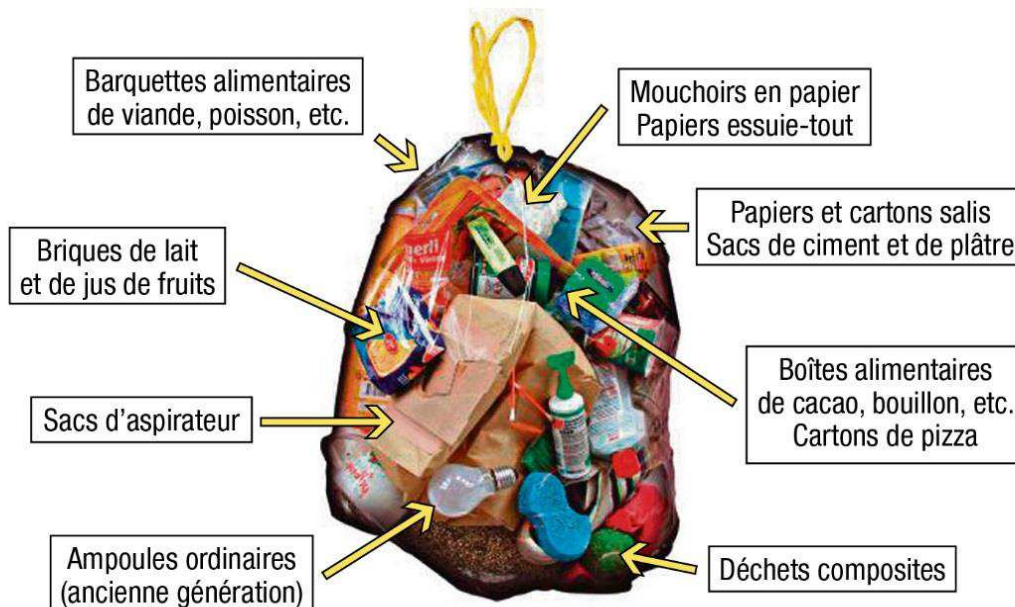 Barquettes alimentaires
de viande, poisson, etc.
Mouchoirs en papier
Papiers essuie-tout
Papiers et cartons salis
Sacs de ciment et de plâtre
Briques de lait
et de jus de fruits
Boîtes alimentaires
de cacao, bouillon, etc.
Cartons de pizza
Sacs d'aspirateur
Ampoules ordinaires
(ancienne génération)
Déchets composites